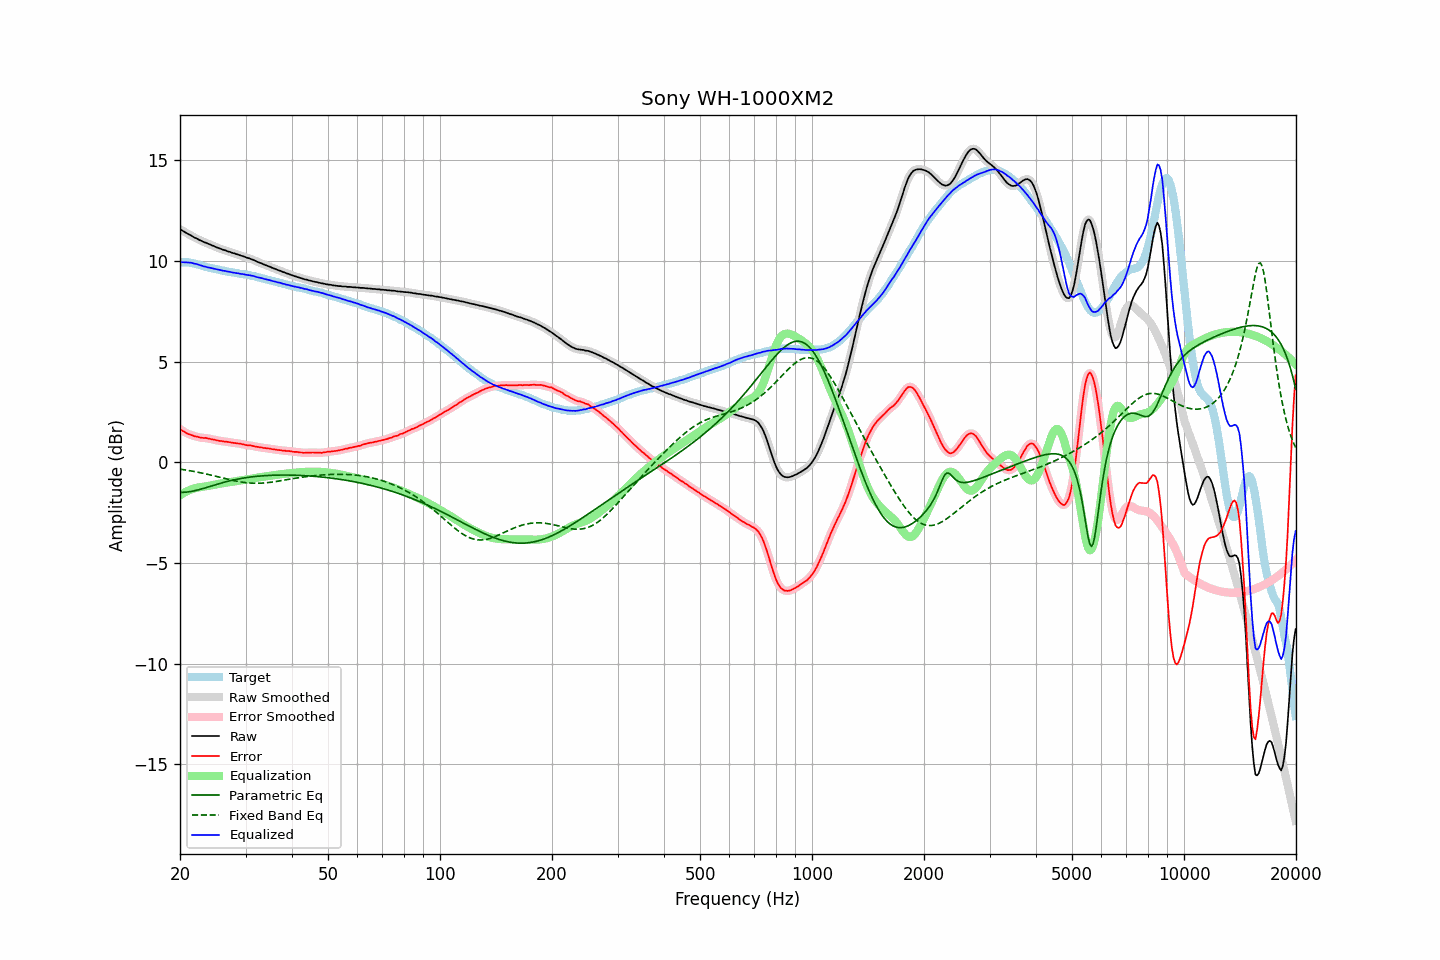 Sony WH-1000XM2
Amplitude (dBr)
15
10
5
0
−5
−10
−15
Target
Raw Smoothed
Error Smoothed
Raw
Error
Equalization
Parametric Eq
Fixed Band Eq
Equalized
20 50 100 200 500 1000 2000 5000 10000 20000
Frequency (Hz)